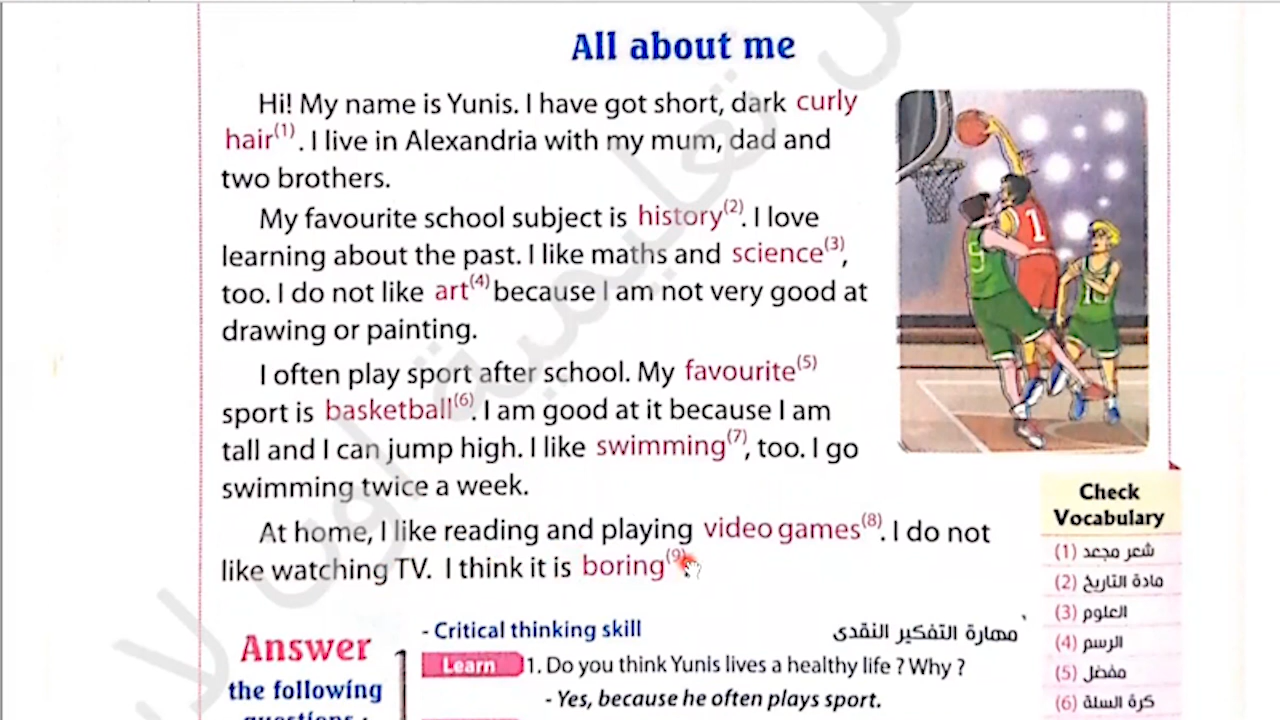 All about me
Hi! My name is Yunis. I have got short, dark curly
hair(1). I live in Alexandria with my mum, dad and
two brothers.
My favourite school subject is history(2). I love
learning about the past. I like maths and science(3),
too. I do not like art(4) because I am not very good at
drawing or painting.
I often play sport after school. My favourite(5)
sport is basketball(6). I am good at it because I am
tall and I can jump high. I like swimming(7), too. I go
swimming twice a week.
At home, I like reading and playing video games(8). I do not
like watching TV. I think it is boring(9).
1
5
10
Check
Vocabulary
(1) شعر مجعد
(2) مادة التاريخ
(3) العلوم
(4) الرسم
(5) مفضل
(6) كرة السلة
Answer
the following
questions :
- Critical thinking skill مهارة التفكير النقدى
Learn 1. Do you think Yunis lives a healthy life ? Why ?
- Yes, because he often plays sport.